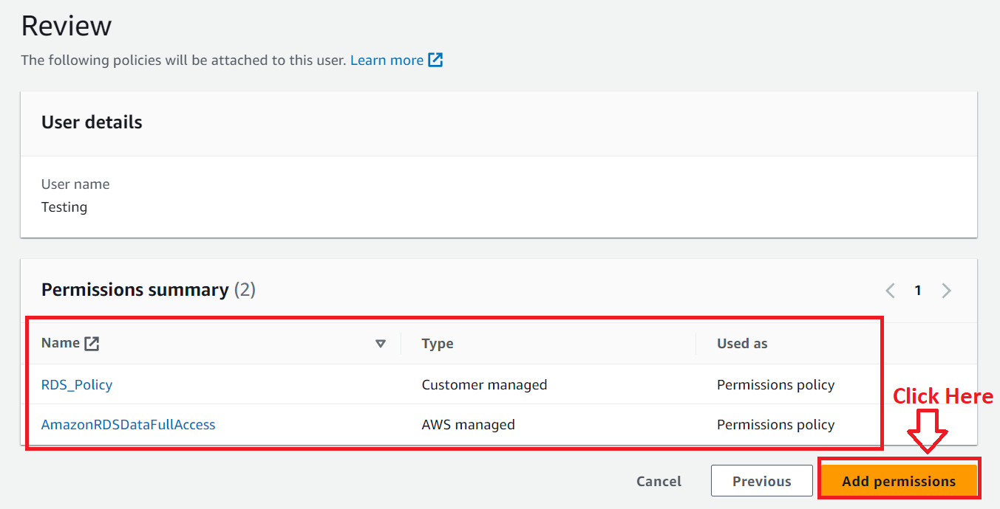 Review
The following policies will be attached to this user. Learn more
User details
User name
Testing
Permissions summary (2)
1
Name Type Used as
RDS_Policy Customer managed Permissions policy
Click Here
AmazonRDSDataFullAccess AWS managed Permissions policy
Cancel Previous Add permissions